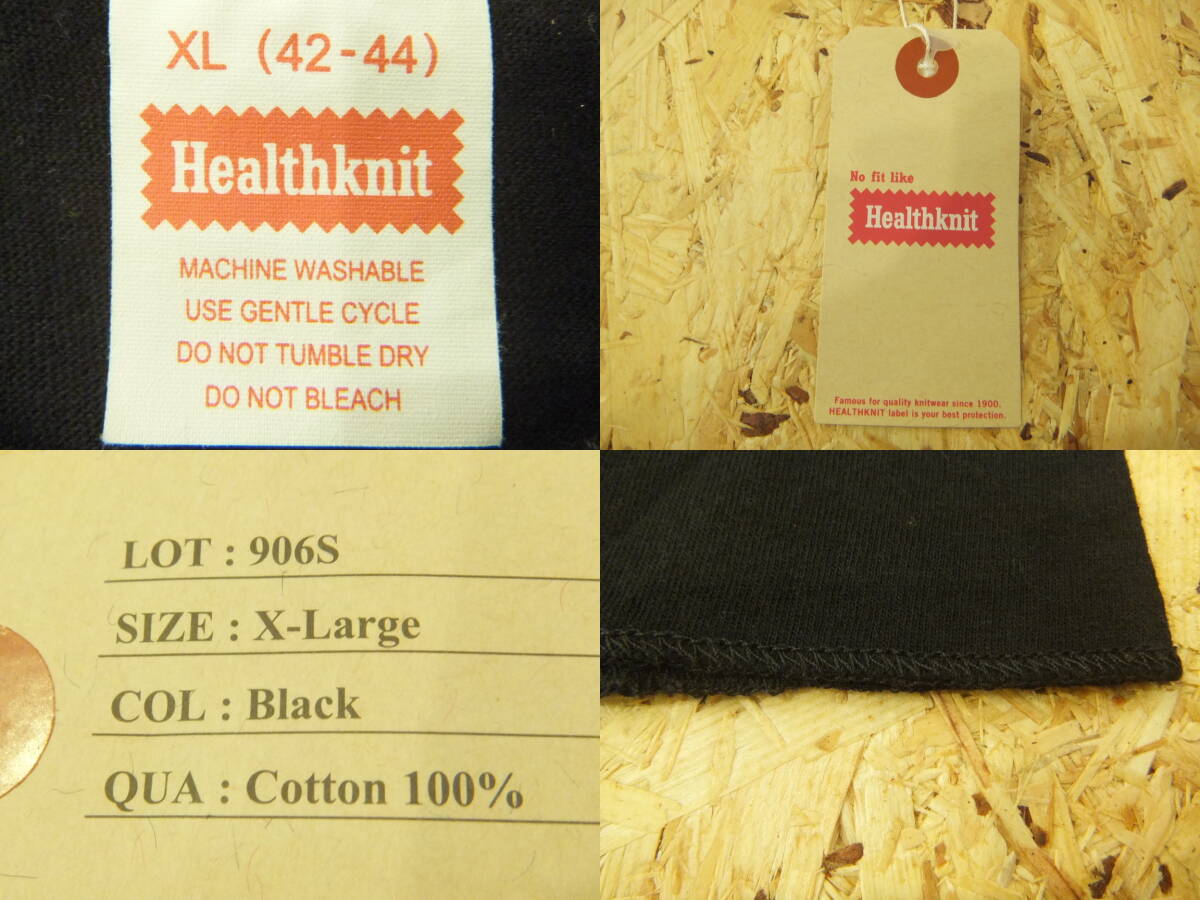 XL (42-44)
Healthknit
MACHINE WASHABLE
USE GENTLE CYCLE
DO NOT TUMBLE DRY
DO NOT BLEACH
No fit like
Healthknit
Famous for quality knitwear since 1900.
HEALTHKNIT label is your best protection.
LOT : 906S
SIZE : X-Large
COL : Black
QUA : Cotton 100%